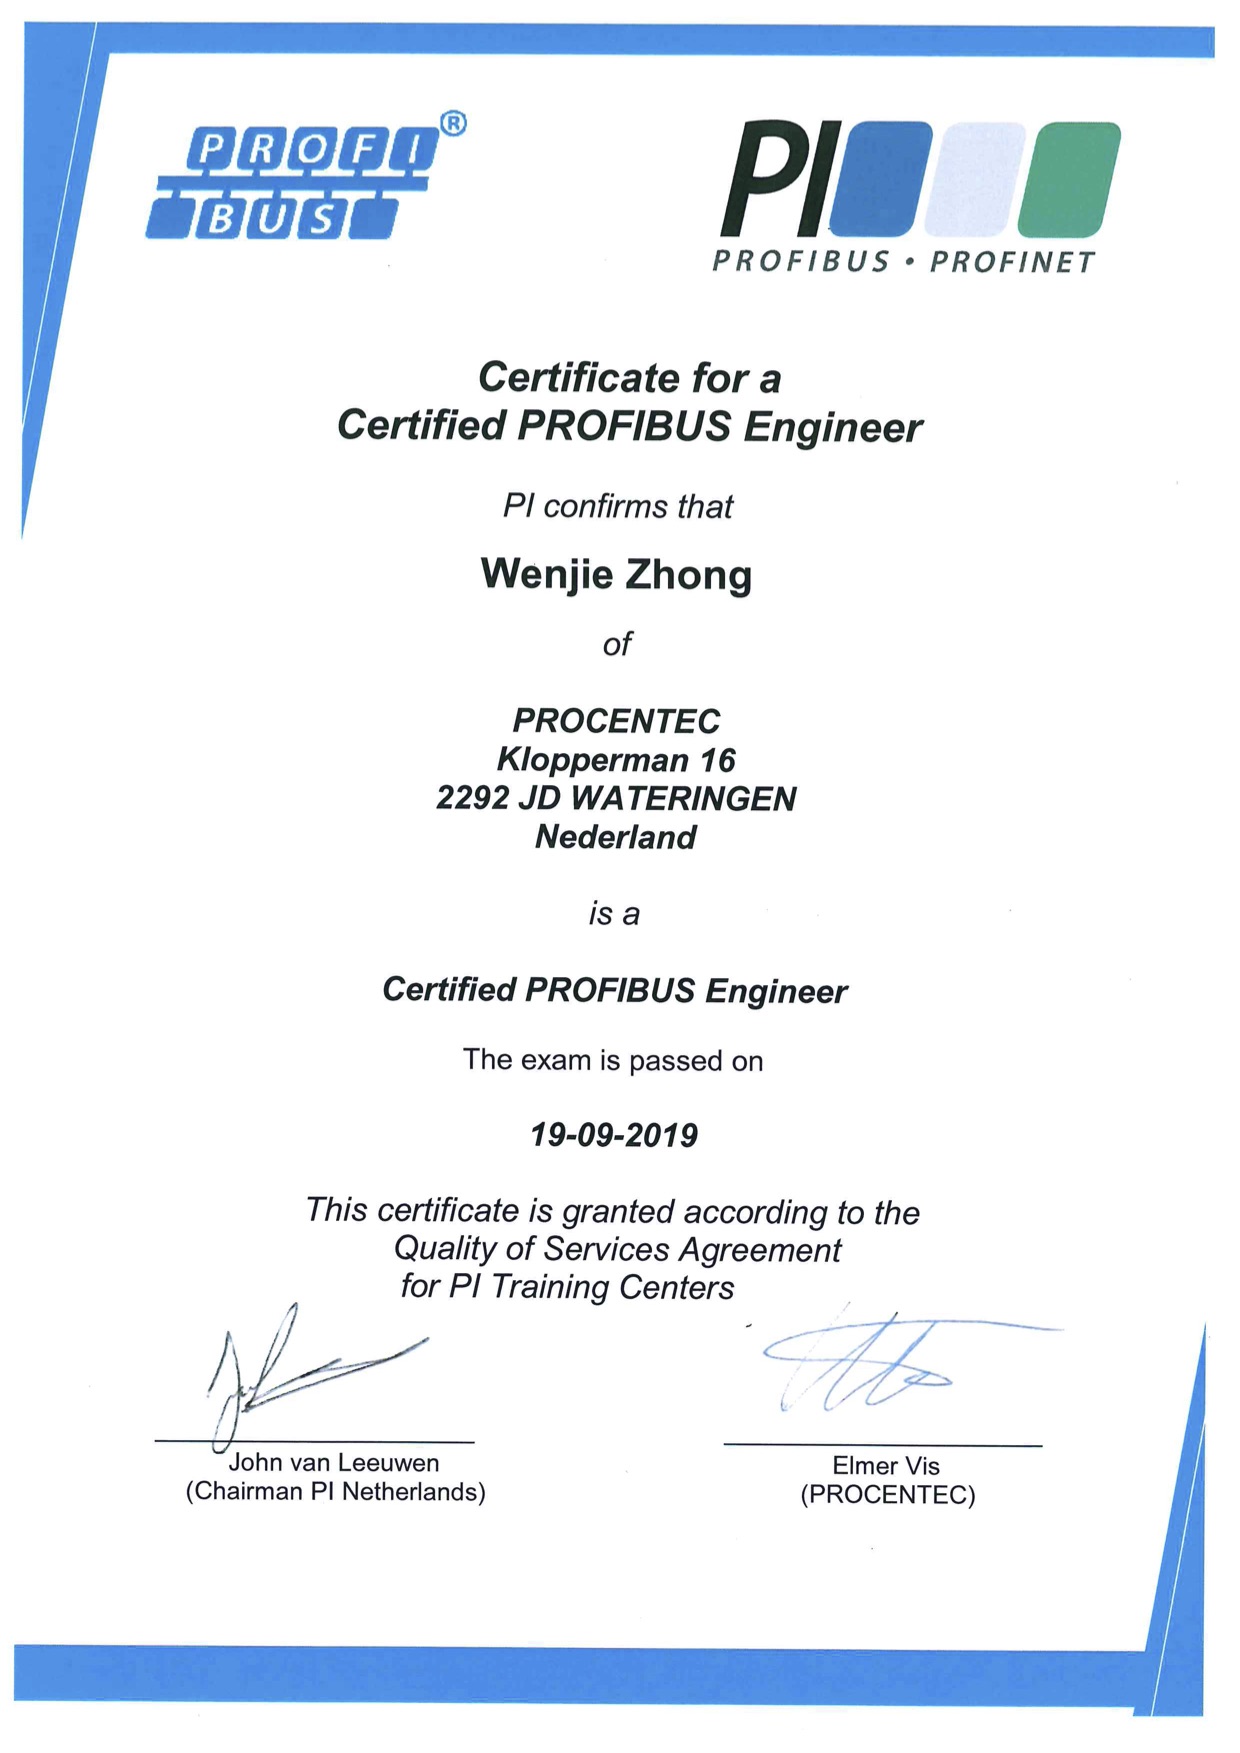 PROFI®
BUS
PI
PROFIBUS • PROFINET
Certificate for a
Certified PROFIBUS Engineer
PI confirms that
Wenjie Zhong
of
PROCENTEC
Klopperman 16
2292 JD WATERINGEN
Nederland
is a
Certified PROFIBUS Engineer
The exam is passed on
19-09-2019
This certificate is granted according to the
Quality of Services Agreement
for PI Training Centers
John van Leeuwen
(Chairman PI Netherlands)
Elmer Vis
(PROCENTEC)